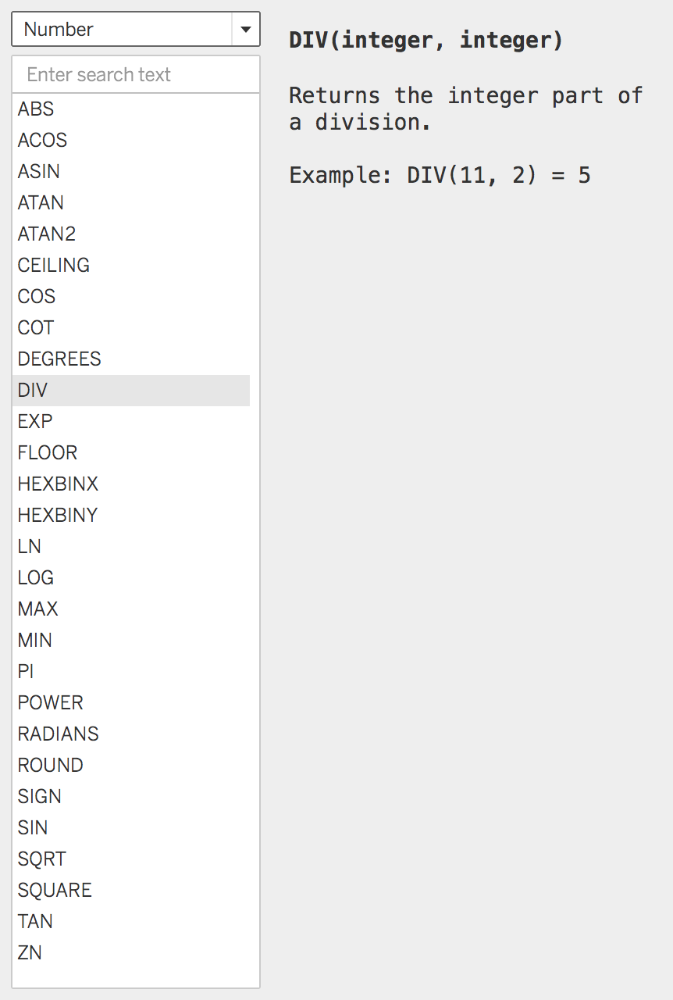 Number
Enter search text
ABS
ACOS
ASIN
ATAN
ATAN2
CEILING
COS
COT
DEGREES
DIV
EXP
FLOOR
HEXBINX
HEXBINY
LN
LOG
MAX
MIN
PI
POWER
RADIANS
ROUND
SIGN
SIN
SQRT
SQUARE
TAN
ZN
DIV(integer, integer)
Returns the integer part of
a division.
Example: DIV(11, 2) = 5